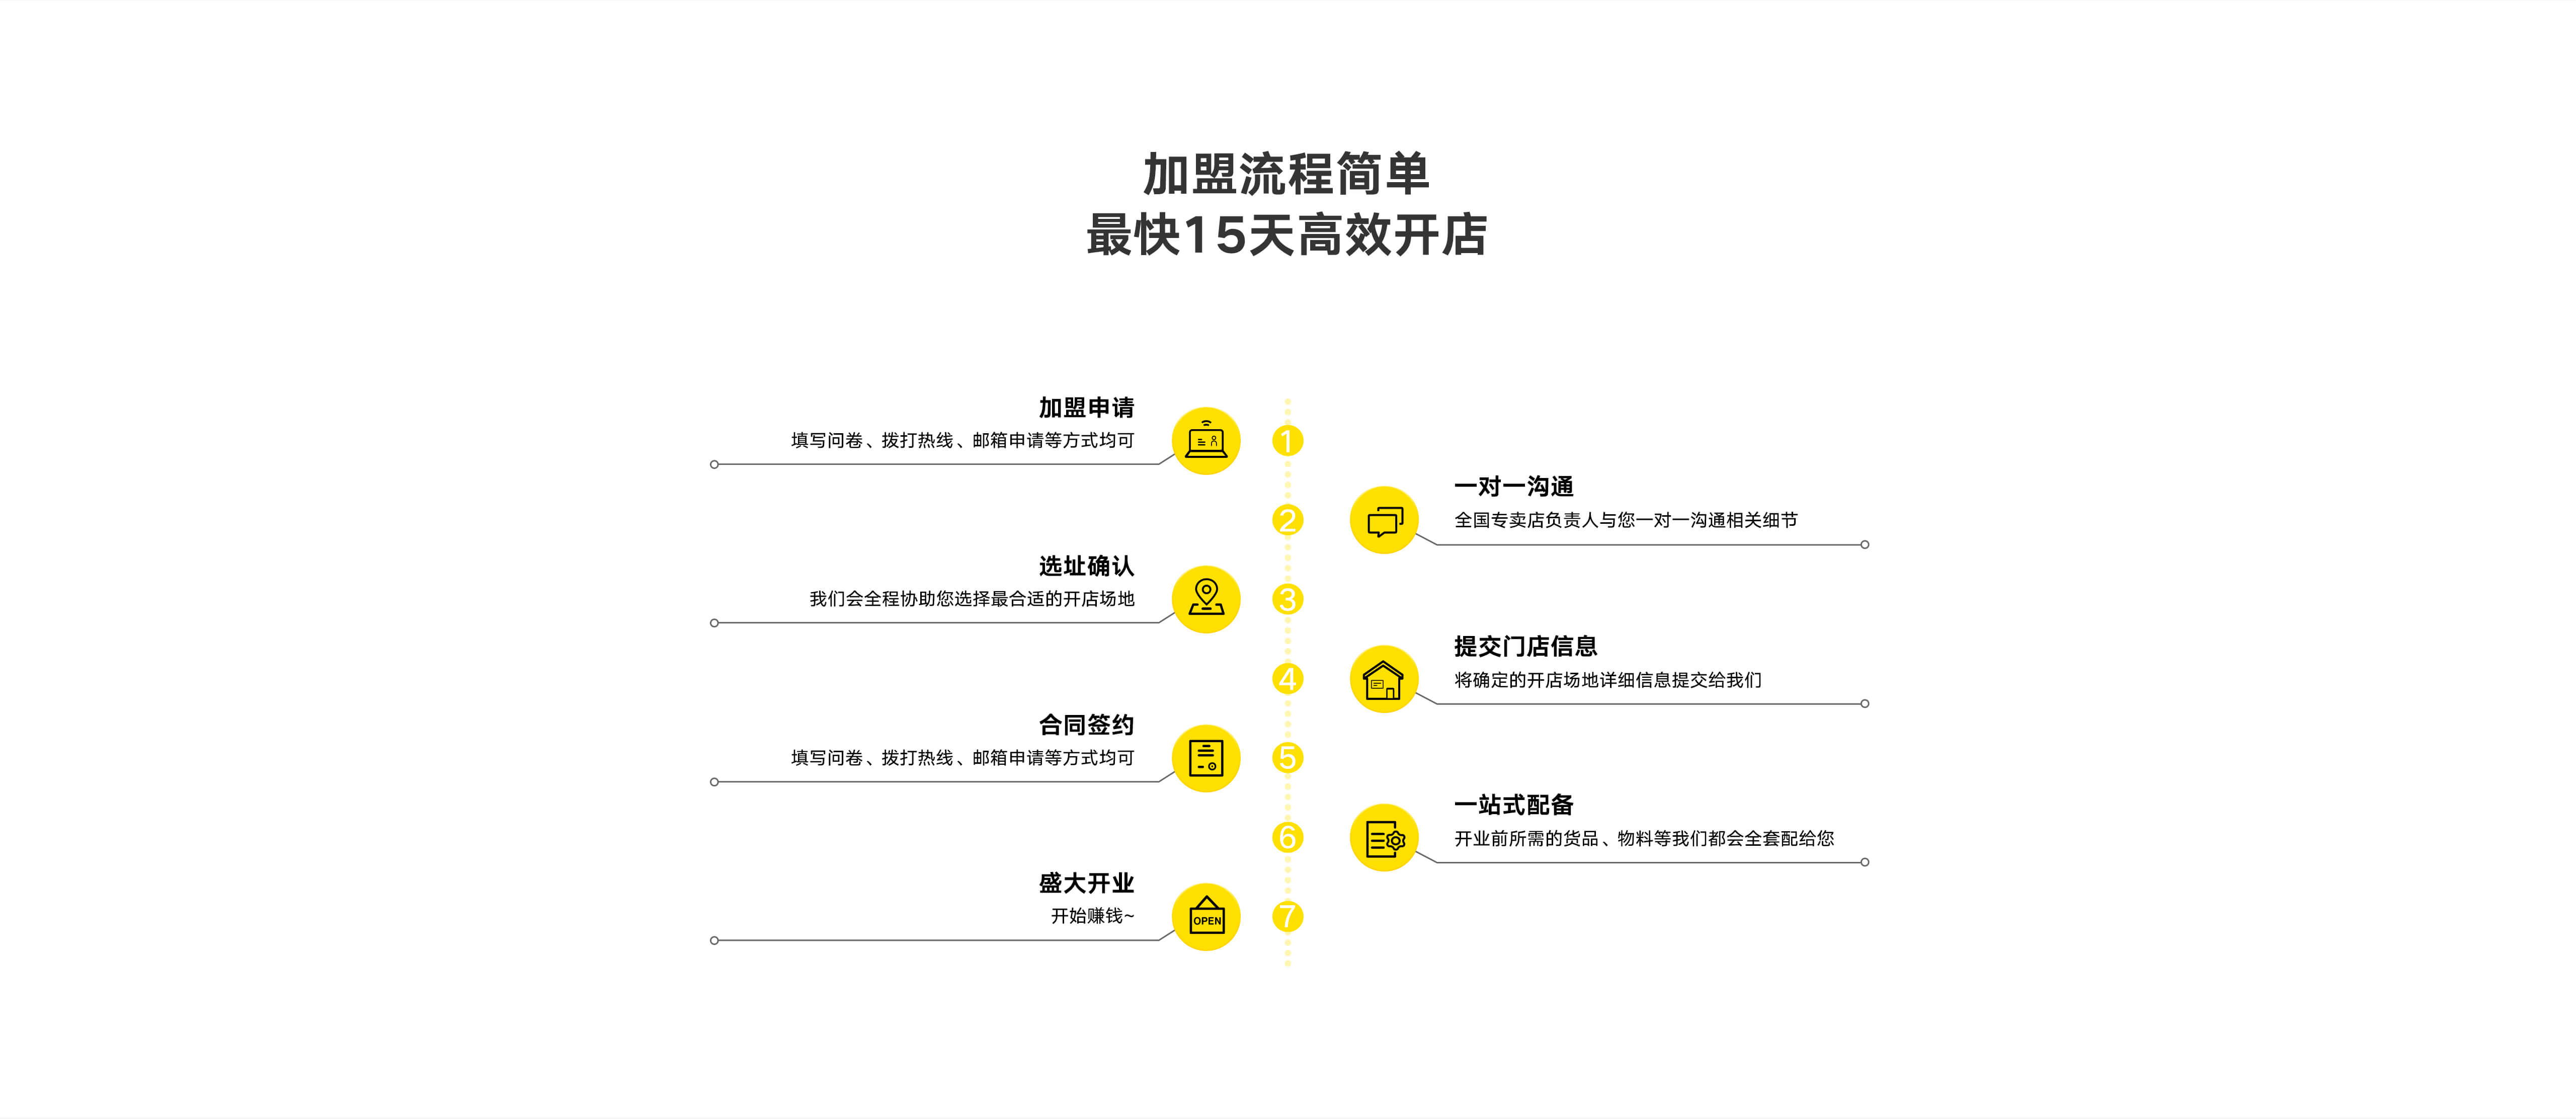 加盟流程简单
最快15天高效开店
加盟申请
填写问卷、拨打热线、邮箱申请等方式均可
1
2
一对一沟通
全国专卖店负责人与您一对一沟通相关细节
选址确认
我们会全程协助您选择最合适的开店场地
3
4
提交门店信息
将确定的开店场地详细信息提交给我们
合同签约
填写问卷、拨打热线、邮箱申请等方式均可
5
6
一站式配备
开业前所需的货品、物料等我们都会全套配给您
盛大开业
开始赚钱~
OPEN
7